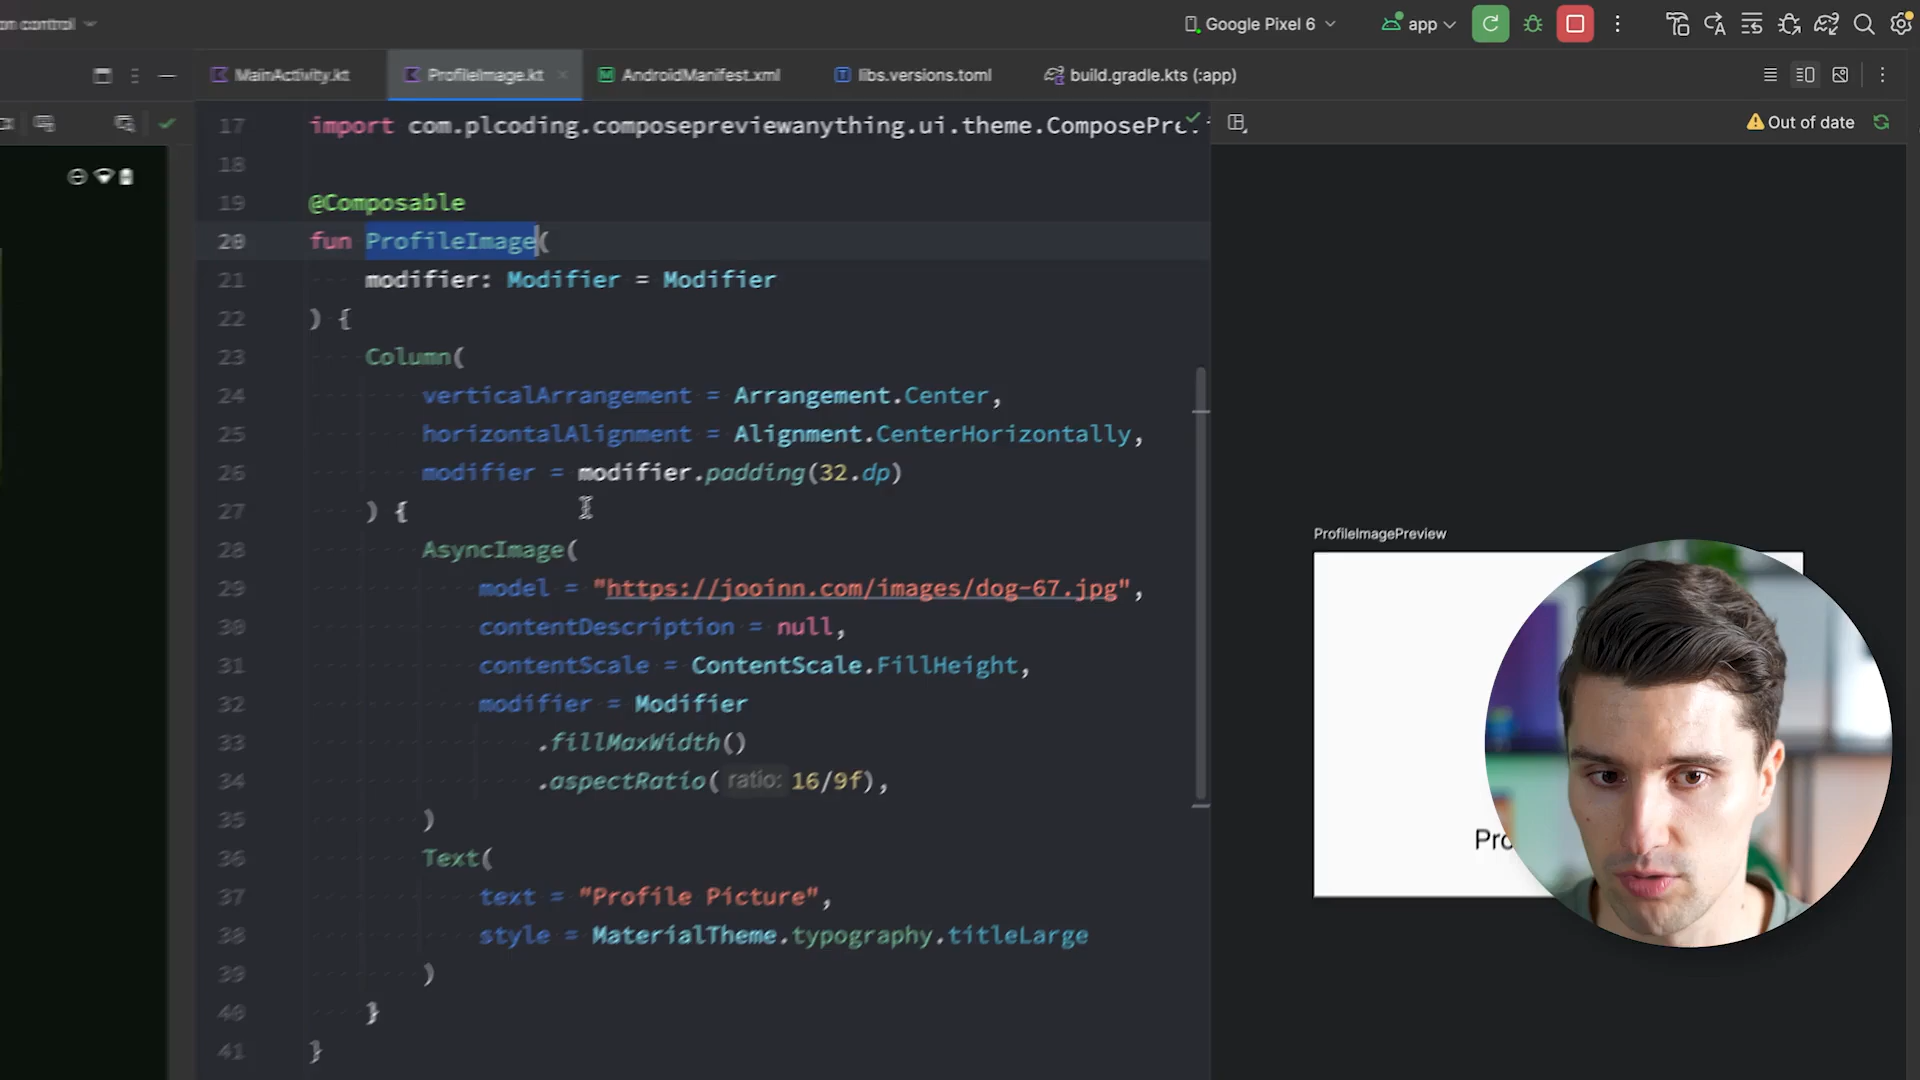 on control
Google Pixel 6
app
MainActivity.kt
ProfileImage.kt
AndroidManifest.xml
libs.versions.toml
build.gradle.kts (:app)
Out of date
17 import com.plcoding.composepreviewanything.ui.theme.ComposePre
18
19 @Composable
20 fun ProfileImage(
21 modifier: Modifier = Modifier
22 ) {
23 Column(
24 verticalArrangement = Arrangement.Center,
25 horizontalAlignment = Alignment.CenterHorizontally,
26 modifier = modifier.padding(32.dp)
27 ) {
28 AsyncImage(
29 model = "https://jooinn.com/images/dog-67.jpg",
30 contentDescription = null,
31 contentScale = ContentScale.FillHeight,
32 modifier = Modifier
33 .fillMaxWidth()
34 .aspectRatio( ratio: 16/9f),
35 )
36 Text(
37 text = "Profile Picture",
38 style = MaterialTheme.typography.titleLarge
39 )
40 }
41 }
ProfileImagePreview
Pro